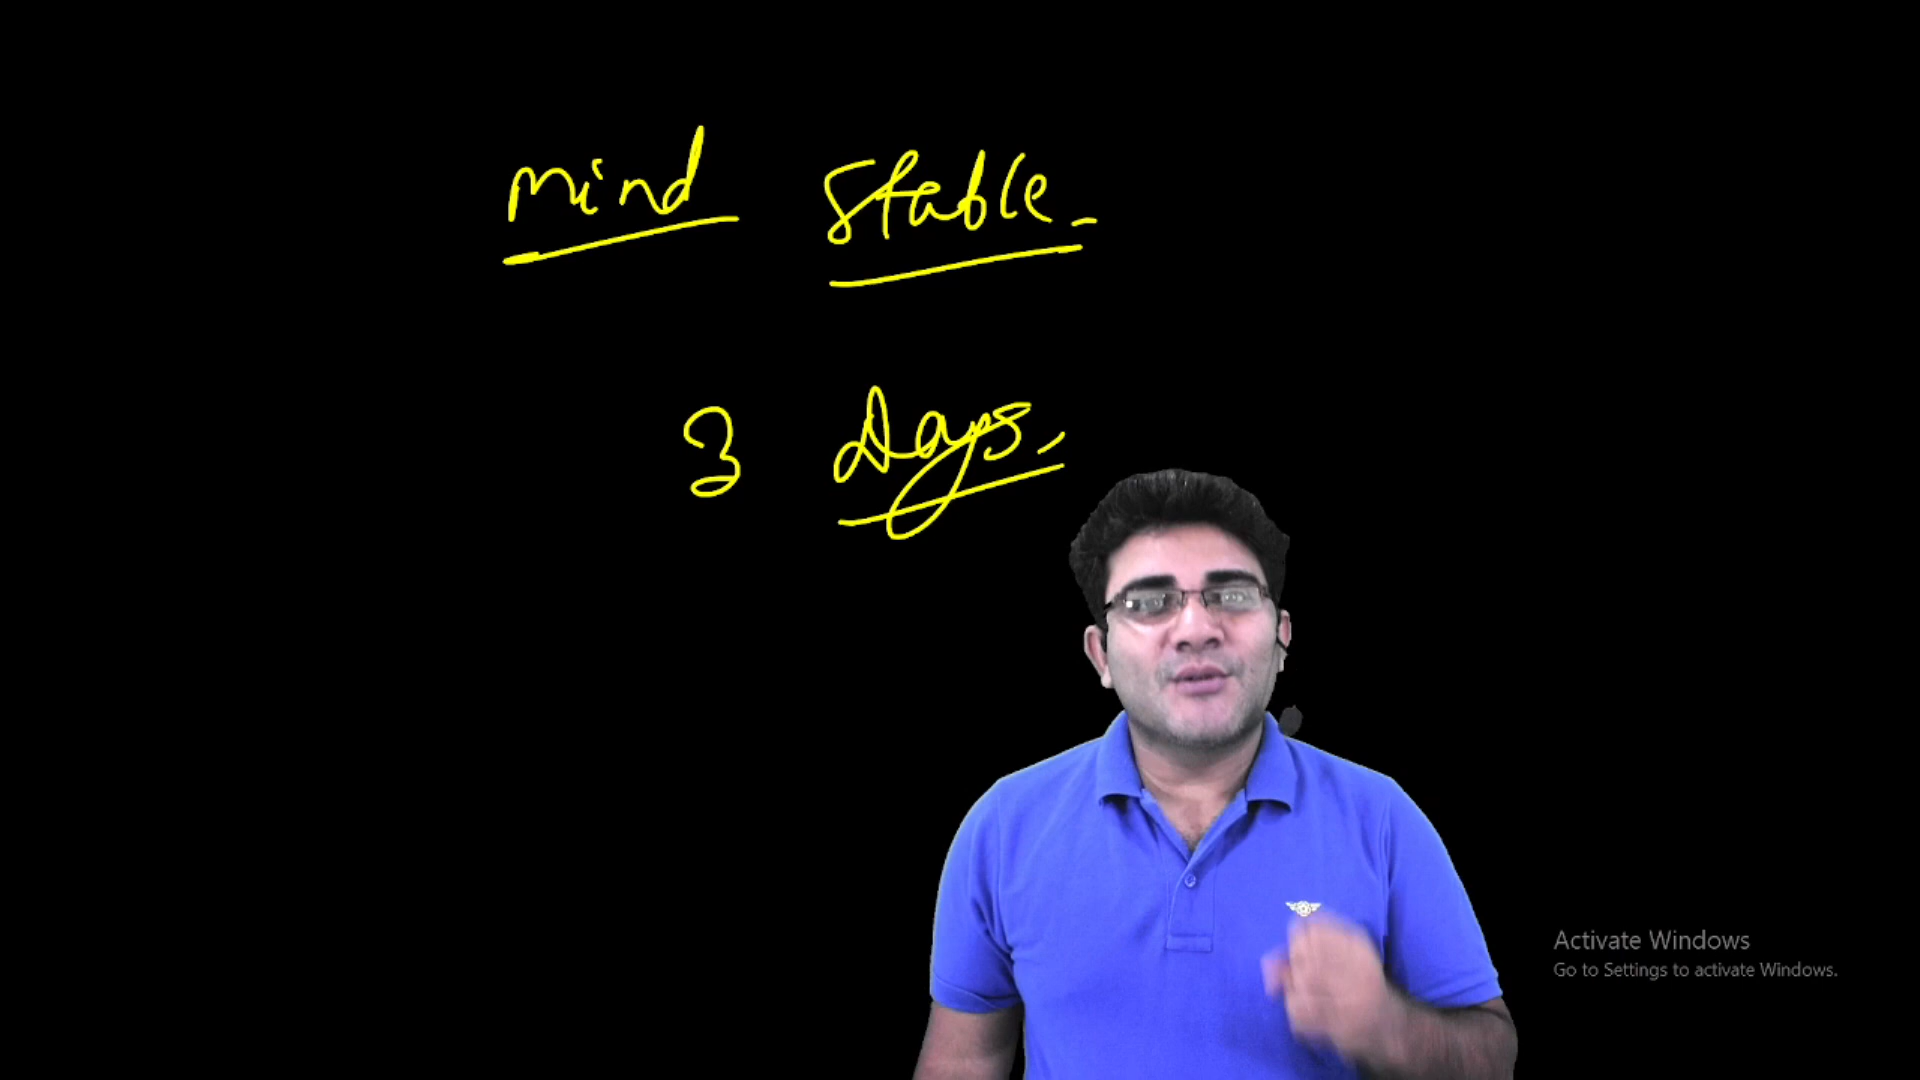 Mind Stable.
3 Days.
Activate Windows
Go to Settings to activate Windows.